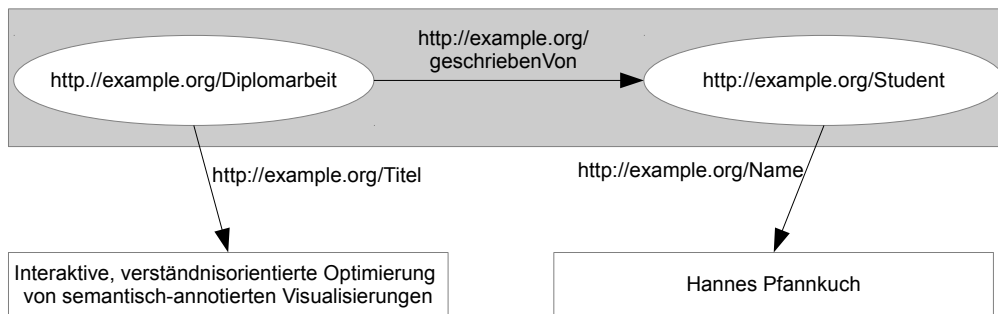 http://example.org/
geschriebenVon
http.//example.org/Diplomarbeit
http://example.org/Student
http://example.org/Titel
http://example.org/Name
Interaktive, verständnisorientierte Optimierung
von semantisch-annotierten Visualisierungen
Hannes Pfannkuch